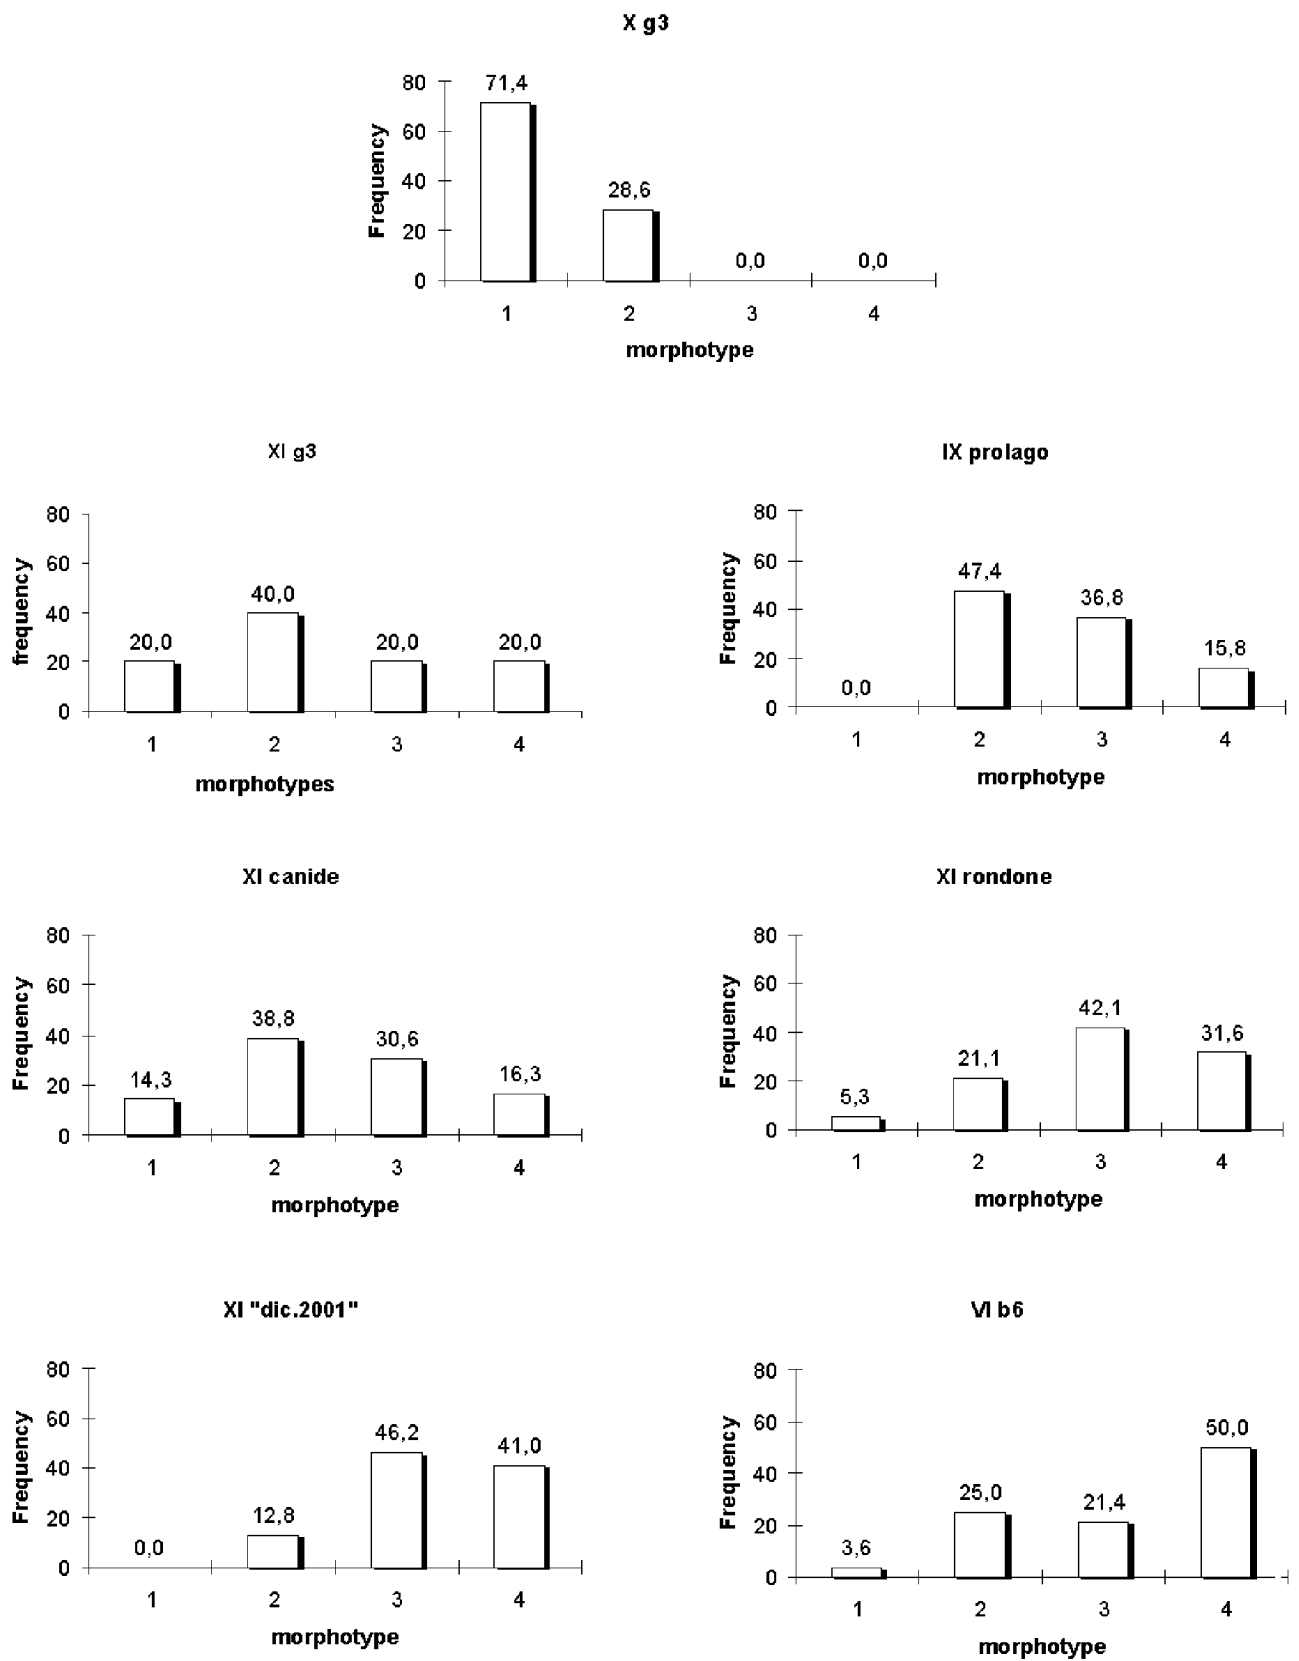 X g3
80
60
40
20
0
Frequency
71,4
28,6
0,0
0,0
1 2 3 4
morphotype
XI g3
80
60
40
20
0
frequency
20,0
40,0
20,0
20,0
1 2 3 4
morphotypes
IX prolago
80
60
40
20
0
Frequency
0,0
47,4
36,8
15,8
1 2 3 4
morphotype
XI canide
80
60
40
20
0
Frequency
14,3
38,8
30,6
16,3
1 2 3 4
morphotype
XI rondone
80
60
40
20
0
Frequency
5,3
21,1
42,1
31,6
1 2 3 4
morphotype
XI "dic.2001"
80
60
40
20
0
Frequency
0,0
12,8
46,2
41,0
1 2 3 4
morphotype
VI b6
80
60
40
20
0
Frequency
3,6
25,0
21,4
50,0
1 2 3 4
morphotype